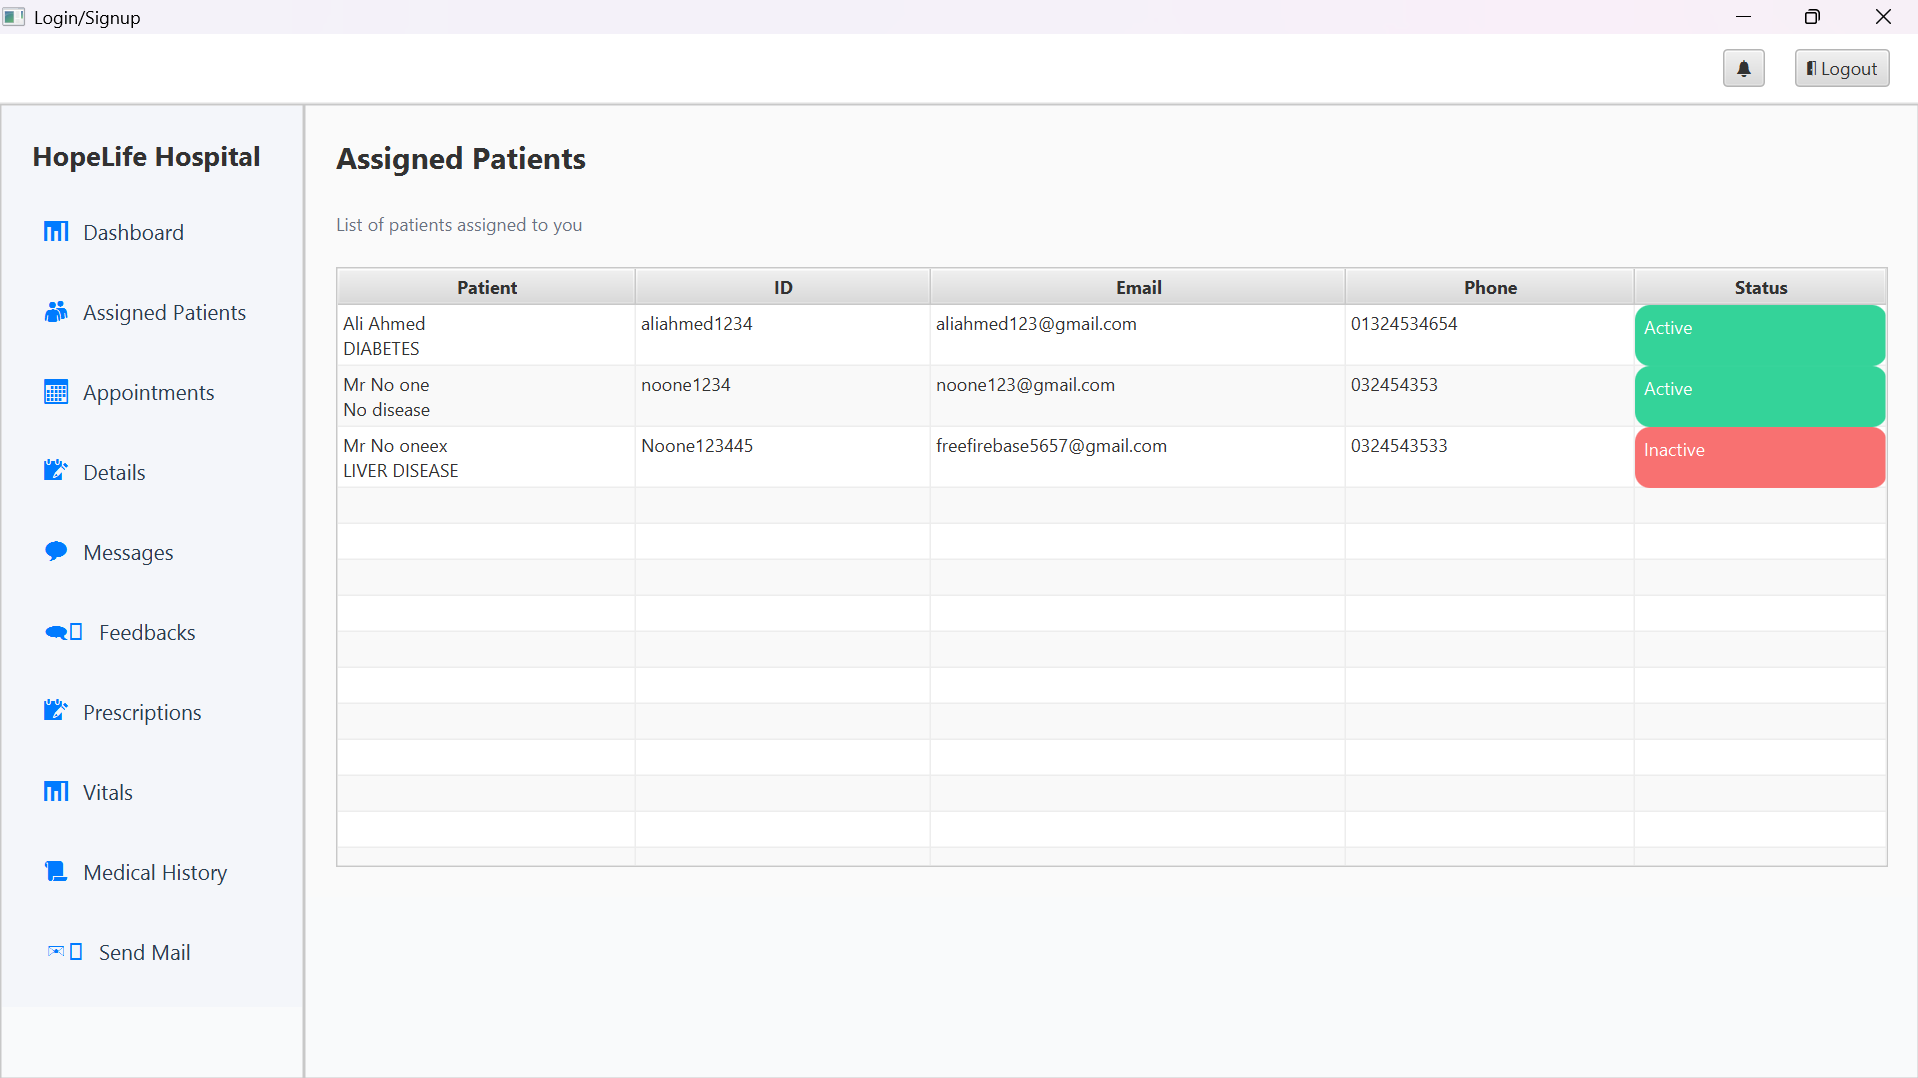 Login/Signup
Logout
HopeLife Hospital
Dashboard
Assigned Patients
Appointments
Details
Messages
Feedbacks
Prescriptions
Vitals
Medical History
Send Mail
Assigned Patients
List of patients assigned to you
Patient ID Email Phone Status
Ali Ahmed aliahmed1234 aliahmed123@gmail.com 01324534654 Active
DIABETES
Mr No one noone1234 noone123@gmail.com 032454353 Active
No disease
Mr No oneex Noone123445 freefirebase5657@gmail.com 0324543533 Inactive
LIVER DISEASE